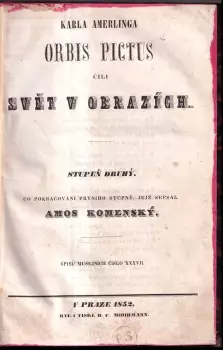 KARLA AMERLINGA
ORBIS PICTUS
ČILI
SVĚT V OBRAZÍCH.
STUPEŇ DRUHÝ.
CO POKRAČOVÁNÍ PRVNÍHO STUPNĚ, JEJŽ SEPSAL
AMOS KOMENSKÝ.
SPISŮ MUSEJNÍCH ČÍSLO XXXVII.
V PRAZE 1852.
TISK